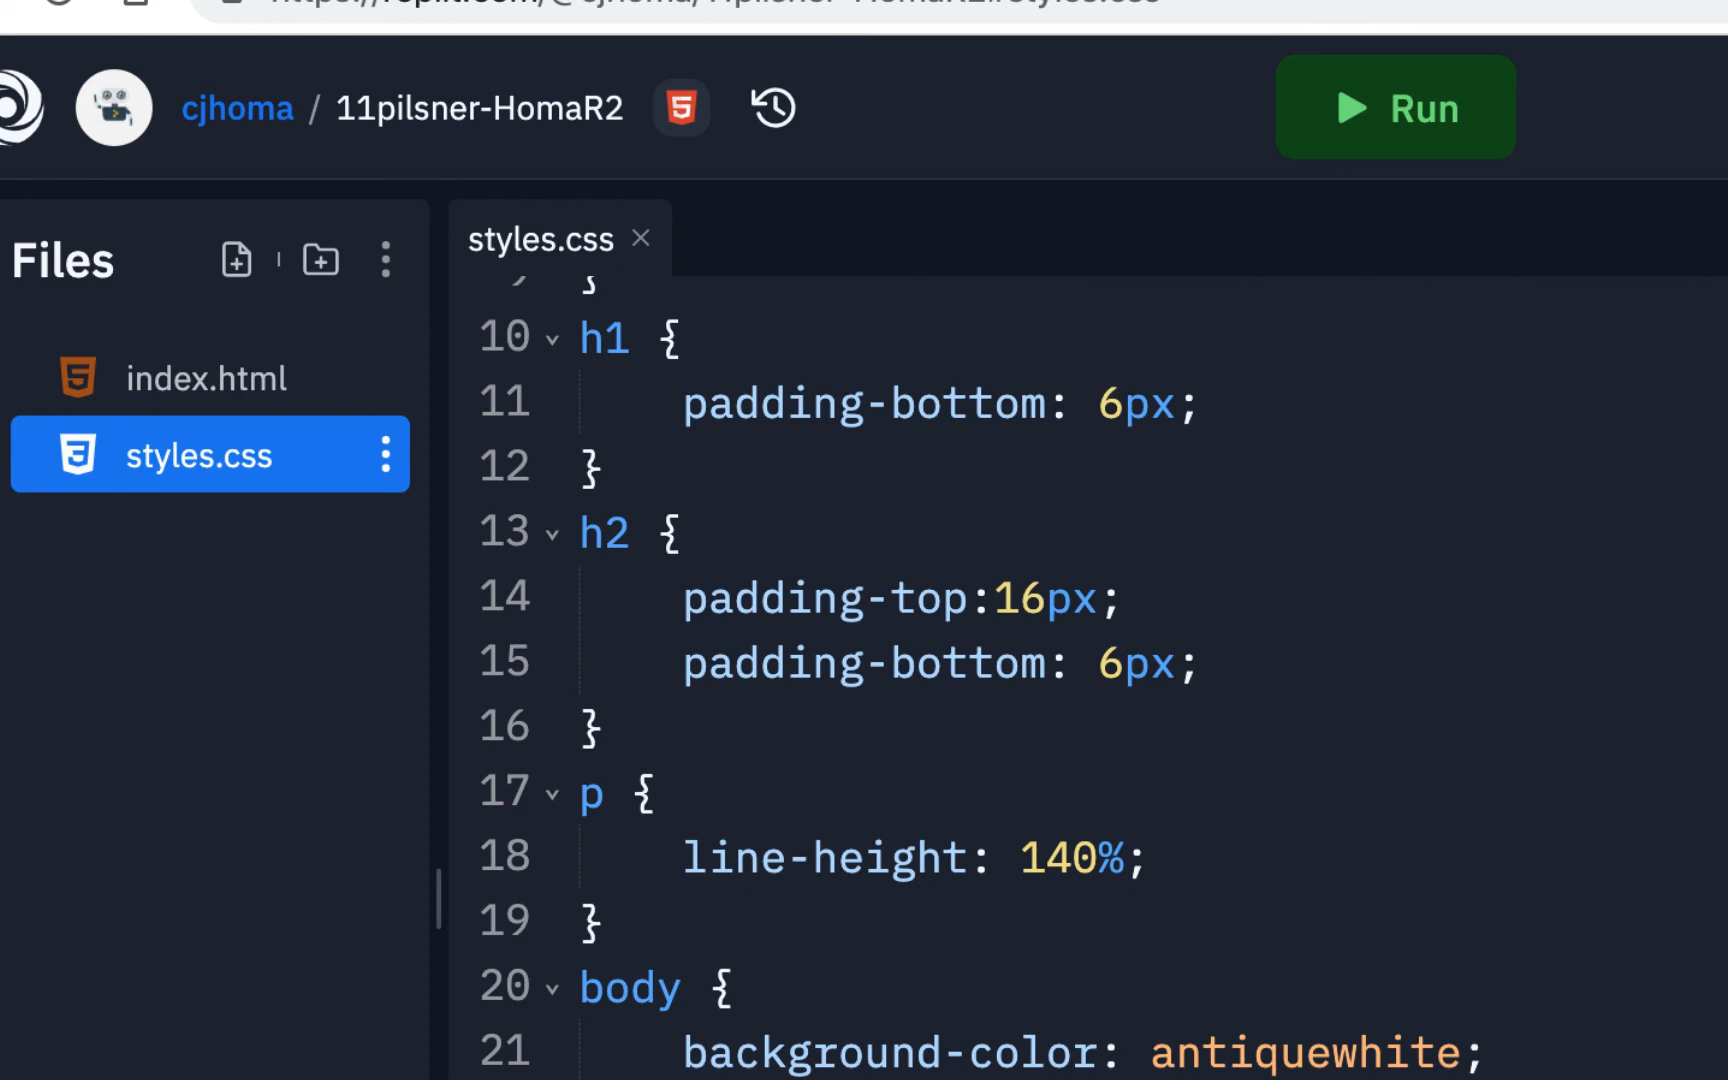 cjhoma / 11pilsner-HomaR2
Run
Files
styles.css
index.html
styles.css
}
10 h1 {
11 padding-bottom: 6px;
12 }
13 h2 {
14 padding-top:16px;
15 padding-bottom: 6px;
16 }
17 p {
18 line-height: 140%;
19 }
20 body {
21 background-color: antiquewhite;